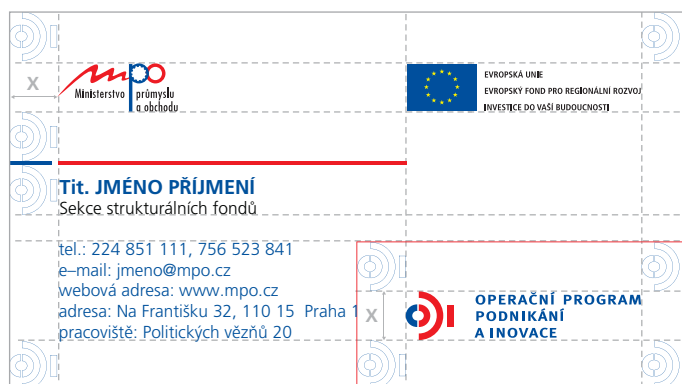 X
Ministerstvo průmyslu
a obchodu
EVROPSKÁ UNIE
EVROPSKÝ FOND PRO REGIONÁLNÍ ROZVOJ
INVESTICE DO VAŠÍ BUDOUCNOSTI
Tit. JMÉNO PŘÍJMENÍ
Sekce strukturálních fondů
tel.: 224 851 111, 756 523 841
e–mail: jmeno@mpo.cz
webová adresa: www.mpo.cz
adresa: Na Františku 32, 110 15  Praha 1
pracoviště: Politických vězňů 20
X
OPERAČNÍ PROGRAM
PODNIKÁNÍ
A INOVACE